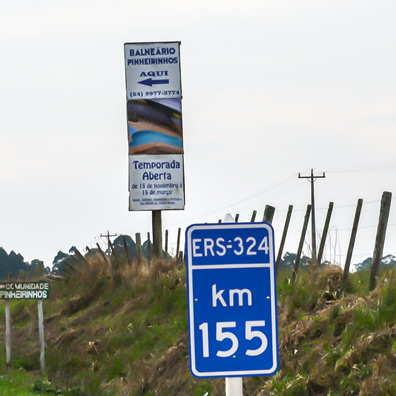 BALNEÁRIO
PINHEIRINHOS
AQUI
(54) 9977-3774
Temporada
Aberta
de 15 de novembro à
15 de março
COMUNIDADE
PINHEIRINHOS
ERS-324
km
155